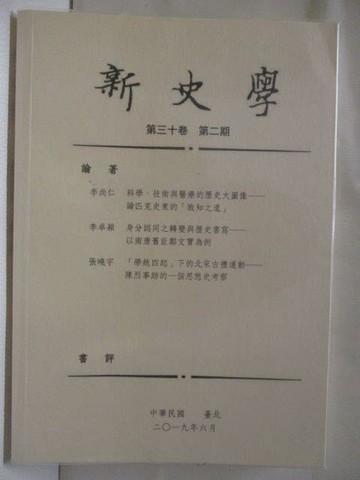 新史學
第三十卷 第二期
論著
李尚仁 科學、技術與醫療的歷史大圖像——
論匹克史東的「致知之道」
李卓穎 身分認同之轉變與歷史書寫——
以南唐舊臣鄭文寶為例
張曉宇 「學統四起」下的北宋古禮運動——
陳烈事跡的一個思想史考察
書評
中華民國 臺北
二〇一九年六月